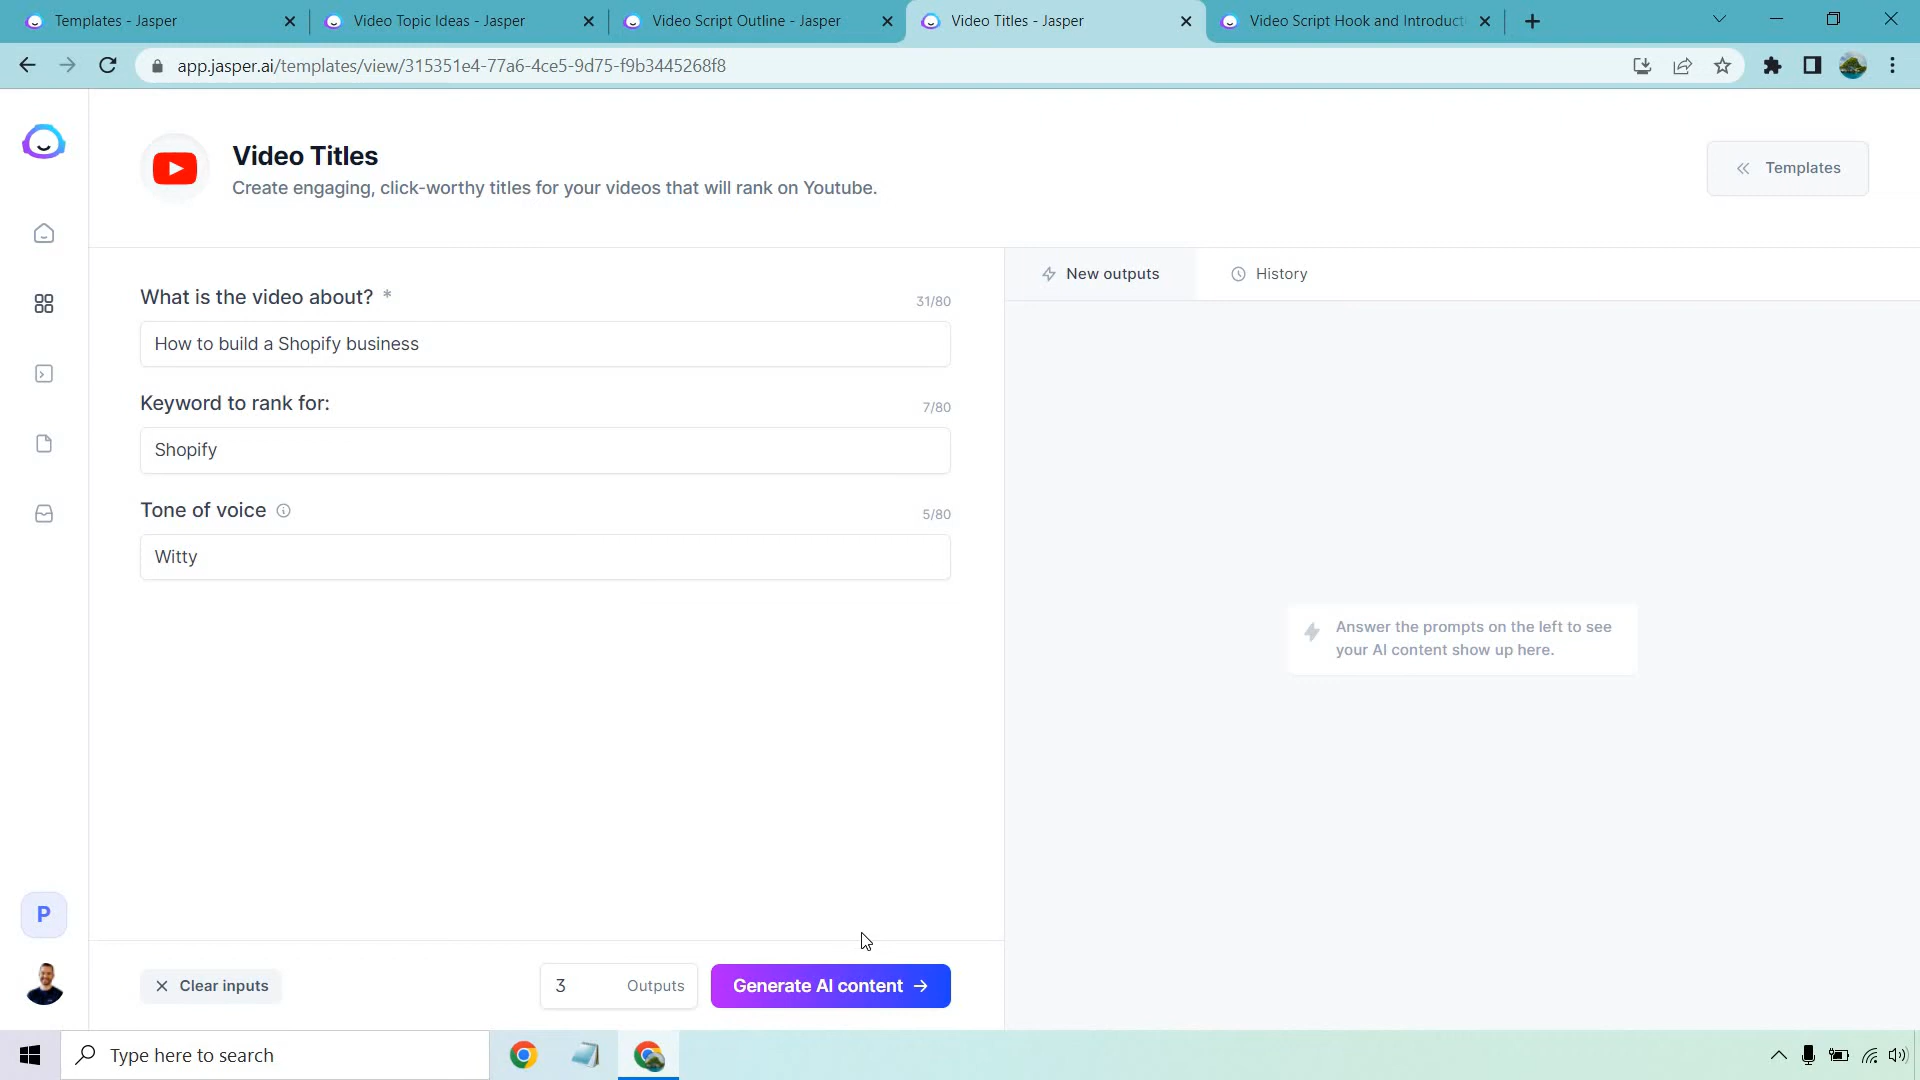 Templates - Jasper
Video Topic Ideas - Jasper
Video Script Outline - Jasper
Video Titles - Jasper
Video Script Hook and Introduct
app.jasper.ai/templates/view/315351e4-77a6-4ce5-9d75-f9b3445268f8
Video Titles
Create engaging, click-worthy titles for your videos that will rank on Youtube.
Templates
What is the video about? *
31/80
How to build a Shopify business
Keyword to rank for:
7/80
Shopify
Tone of voice
5/80
Witty
New outputs
History
Answer the prompts on the left to see
your AI content show up here.
P
Clear inputs
3 Outputs
Generate AI content
Type here to search